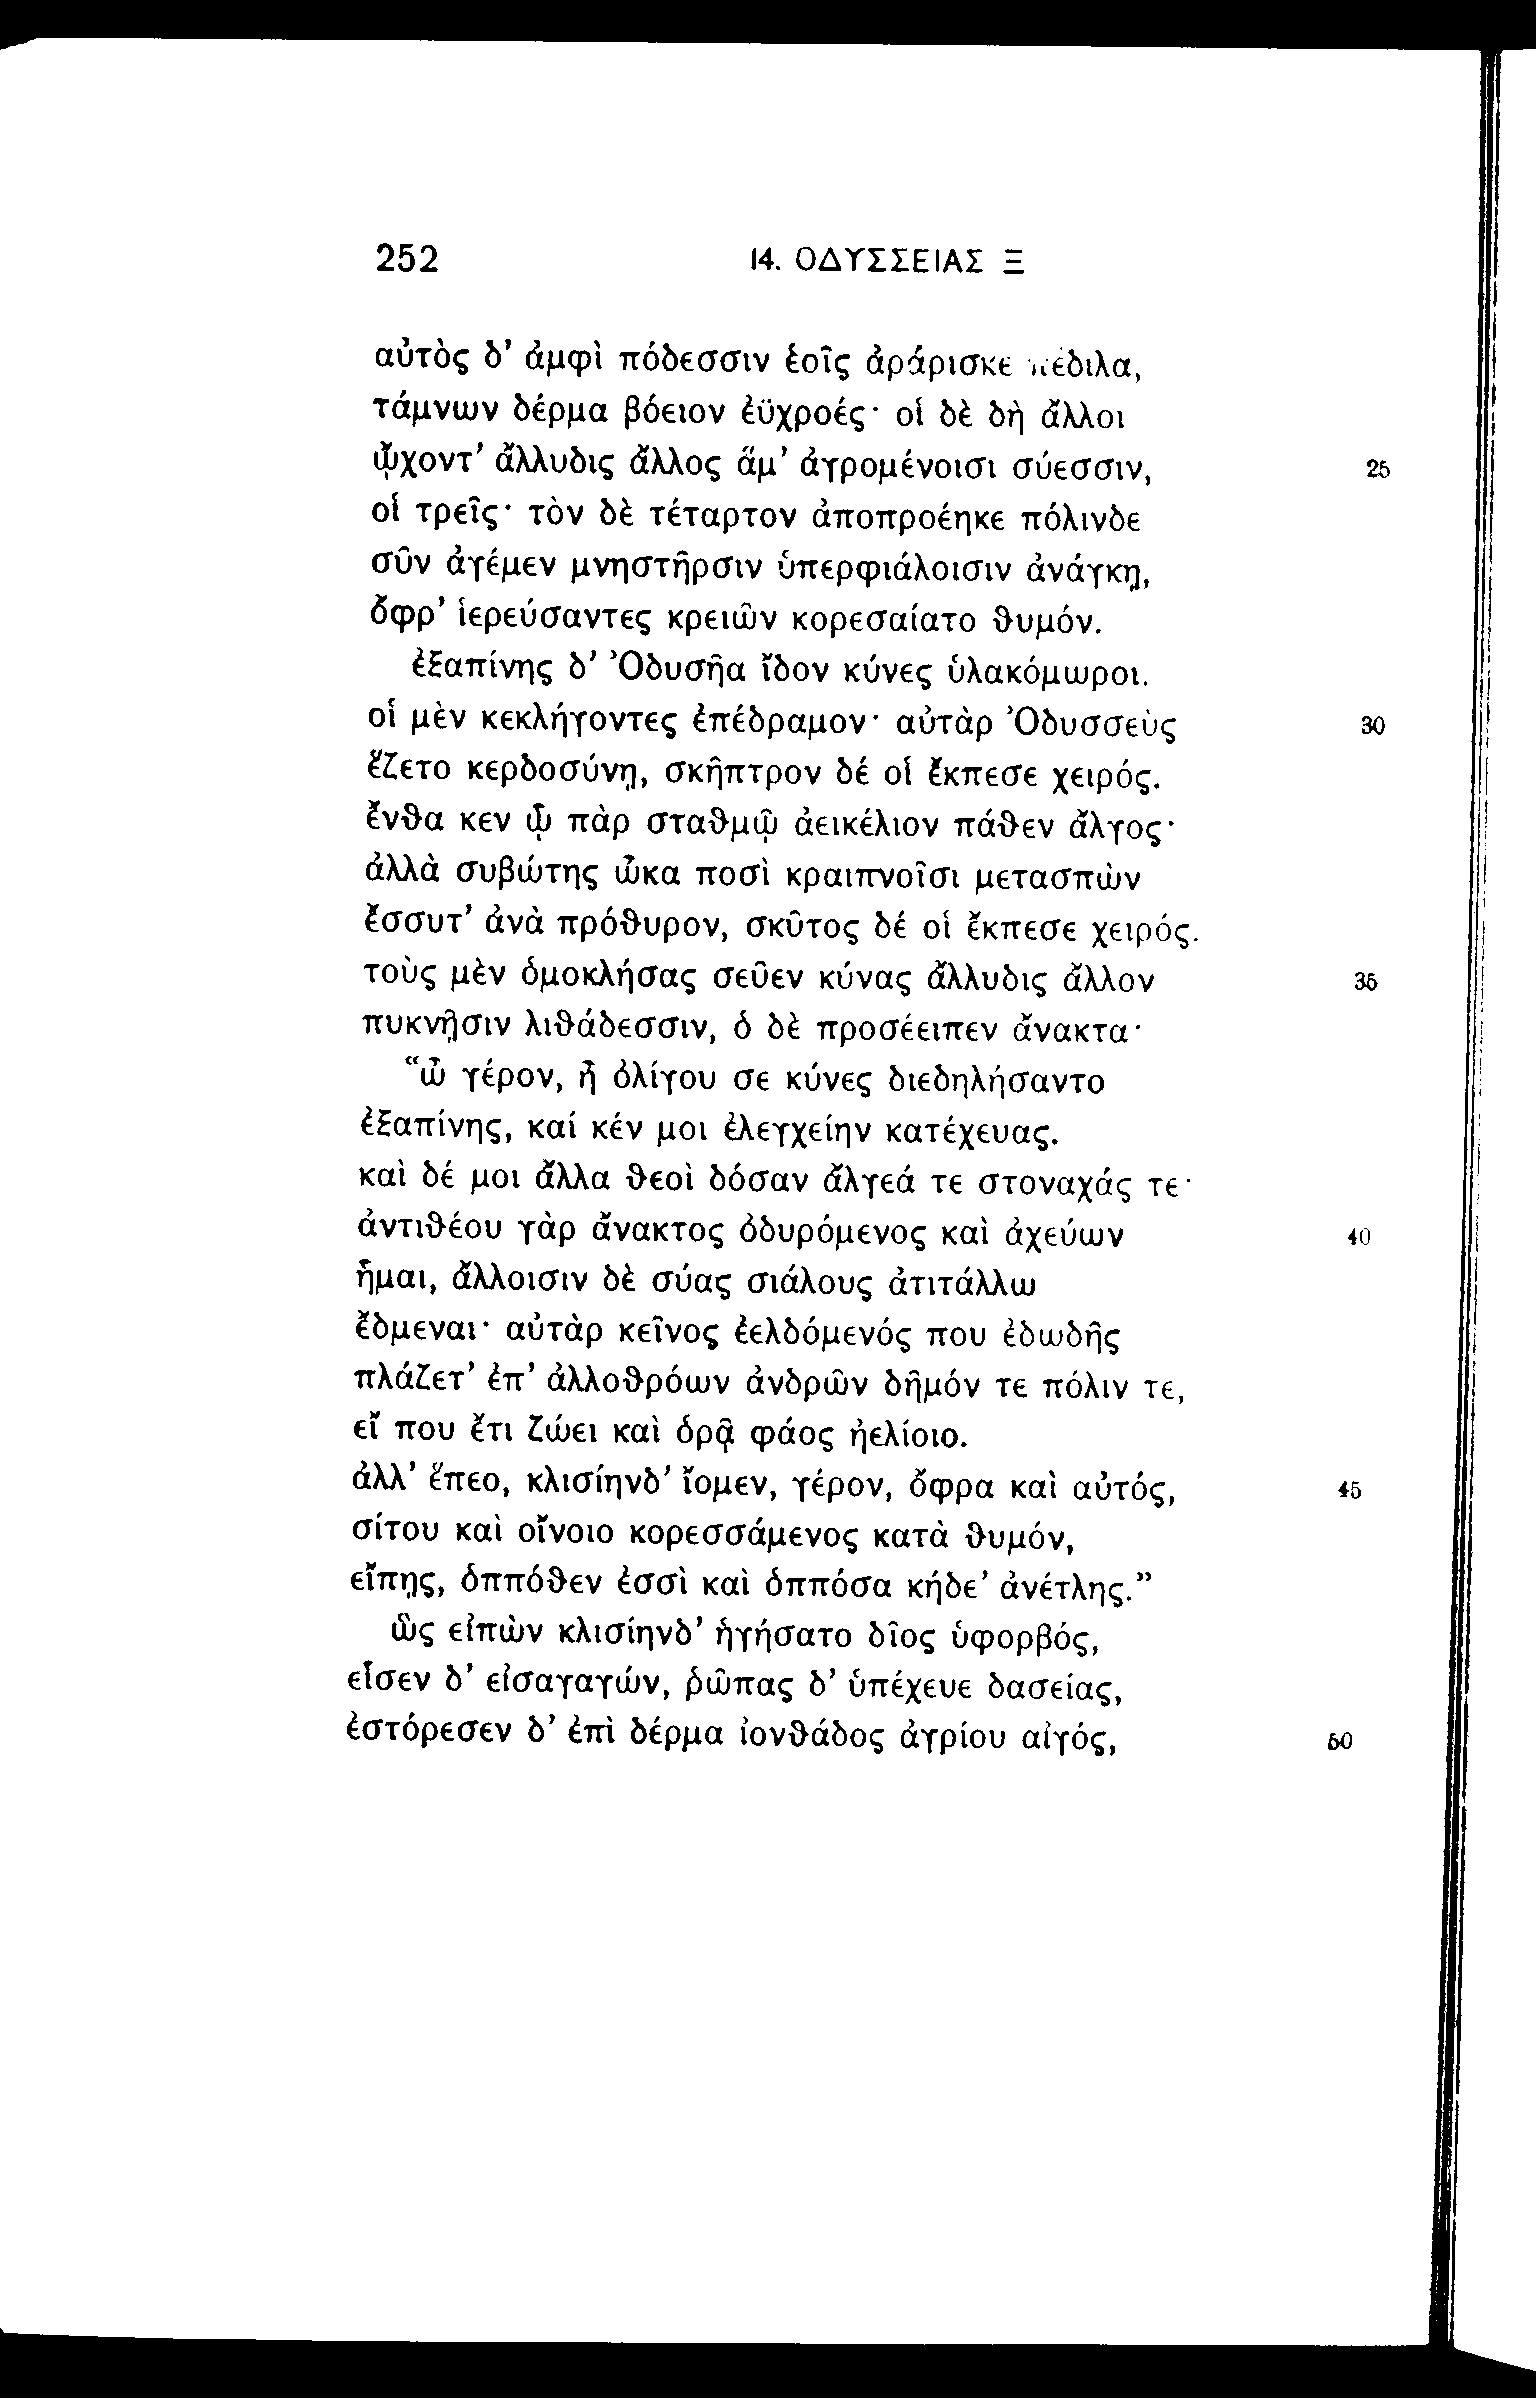 252 14. ΟΔΥΣΣΕΙΑΣ Ξ
αὐτὸς δ’ ἀμφὶ πόδεσσιν ἑοῖς ἀράρισκε πέδιλα,
τάμνων δέρμα βόειον ἐϋχροές· οἱ δὲ δὴ ἄλλοι
ᾤχοντ’ ἄλλυδις ἄλλος ἅμ’ ἀγρομένοισι σύεσσιν, 25
οἱ τρεῖς· τὸν δὲ τέταρτον ἀποπροέηκε πόλινδε
σῦν ἀγέμεν μνηστῆρσιν ὑπερφιάλοισιν ἀνάγκῃ,
ὄφρ’ ἱερεύσαντες κρειῶν κορεσαίατο θυμόν.
ἐξαπίνης δ’ Ὀδυσῆα ἴδον κύνες ὑλακόμωροι.
οἱ μὲν κεκλήγοντες ἐπέδραμον· αὐτὰρ Ὀδυσσεὺς 30
ἕζετο κερδοσύνῃ, σκῆπτρον δέ οἱ ἔκπεσε χειρός.
ἔνθα κεν ᾧ πὰρ σταθμῷ ἀεικέλιον πάθεν ἄλγος·
ἀλλὰ συβώτης ὦκα ποσὶ κραιπνοῖσι μετασπὼν
ἔσσυτ’ ἀνὰ πρόθυρον, σκῦτος δέ οἱ ἔκπεσε χειρός.
τοὺς μὲν ὁμοκλήσας σεῦεν κύνας ἄλλυδις ἄλλον 35
πυκνῇσιν λιθάδεσσιν, ὁ δὲ προσέειπεν ἄνακτα·
“ὦ γέρον, ἦ ὀλίγου σε κύνες διεδηλήσαντο
ἐξαπίνης, καί κέν μοι ἐλεγχείην κατέχευας.
καὶ δέ μοι ἄλλα θεοὶ δόσαν ἄλγεά τε στοναχάς τε·
ἀντιθέου γὰρ ἄνακτος ὀδυρόμενος καὶ ἀχεύων 40
ἧμαι, ἄλλοισιν δὲ σύας σιάλους ἀτιτάλλω
ἔδμεναι· αὐτὰρ κεῖνος ἐελδόμενός που ἐδωδῆς
πλάζετ’ ἐπ’ ἀλλοθρόων ἀνδρῶν δῆμόν τε πόλιν τε,
εἴ που ἔτι ζώει καὶ ὁρᾷ φάος ἠελίοιο.
ἀλλ’ ἕπεο, κλισίηνδ’ ἴομεν, γέρον, ὄφρα καὶ αὐτός, 45
σίτου καὶ οἴνοιο κορεσσάμενος κατὰ θυμόν,
εἴπῃς, ὁππόθεν ἐσσὶ καὶ ὁππόσα κήδε’ ἀνέτλης.”
ὣς εἰπὼν κλισίηνδ’ ἡγήσατο δῖος ὑφορβός,
εἷσεν δ’ εἰσαγαγών, ῥῶπας δ’ ὑπέχευε δασείας,
ἐστόρεσεν δ’ ἐπὶ δέρμα ἰονθάδος ἀγρίου αἰγός, 50